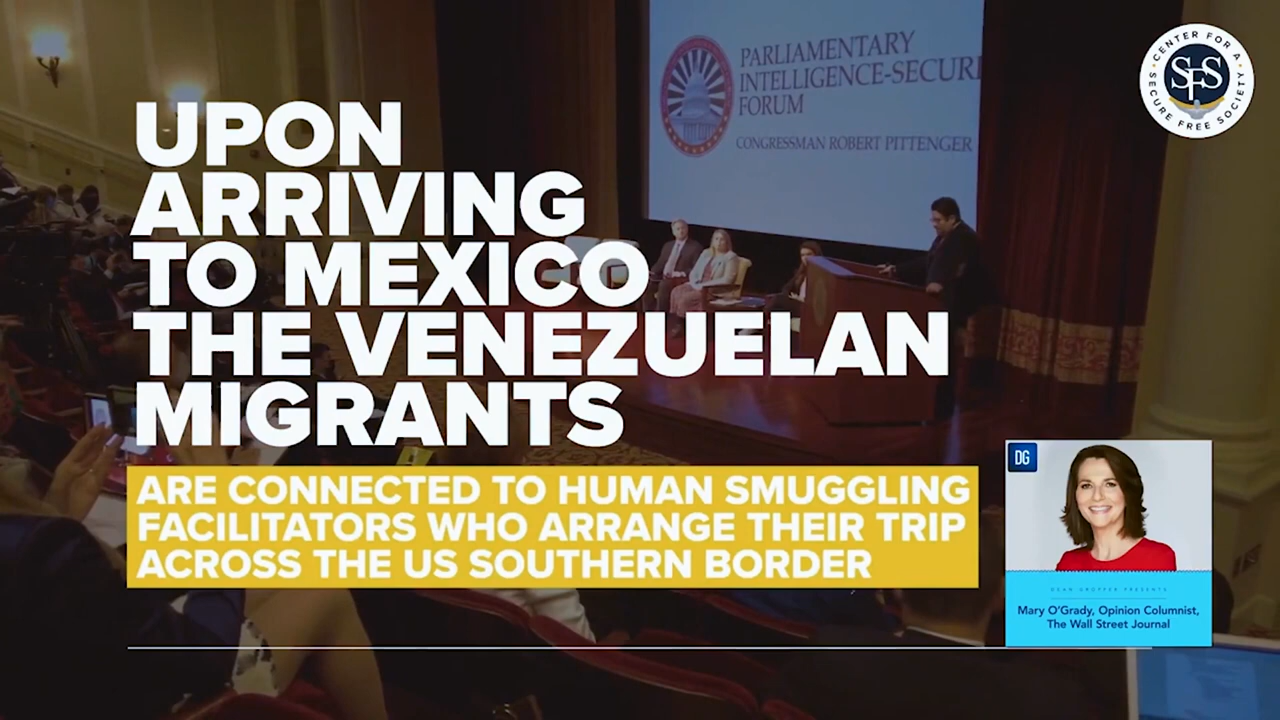 CENTER FOR A
SFS
SECURE FREE SOCIETY
PARLIAMENTARY
INTELLIGENCE-SECURI
FORUM
CONGRESSMAN ROBERT PITTENGER
UPON
ARRIVING
TO MEXICO
THE VENEZUELAN
MIGRANTS
ARE CONNECTED TO HUMAN SMUGGLING
FACILITATORS WHO ARRANGE THEIR TRIP
ACROSS THE US SOUTHERN BORDER
DG
DEAN GROPPER PRESENTS
Mary O'Grady, Opinion Columnist,
The Wall Street Journal